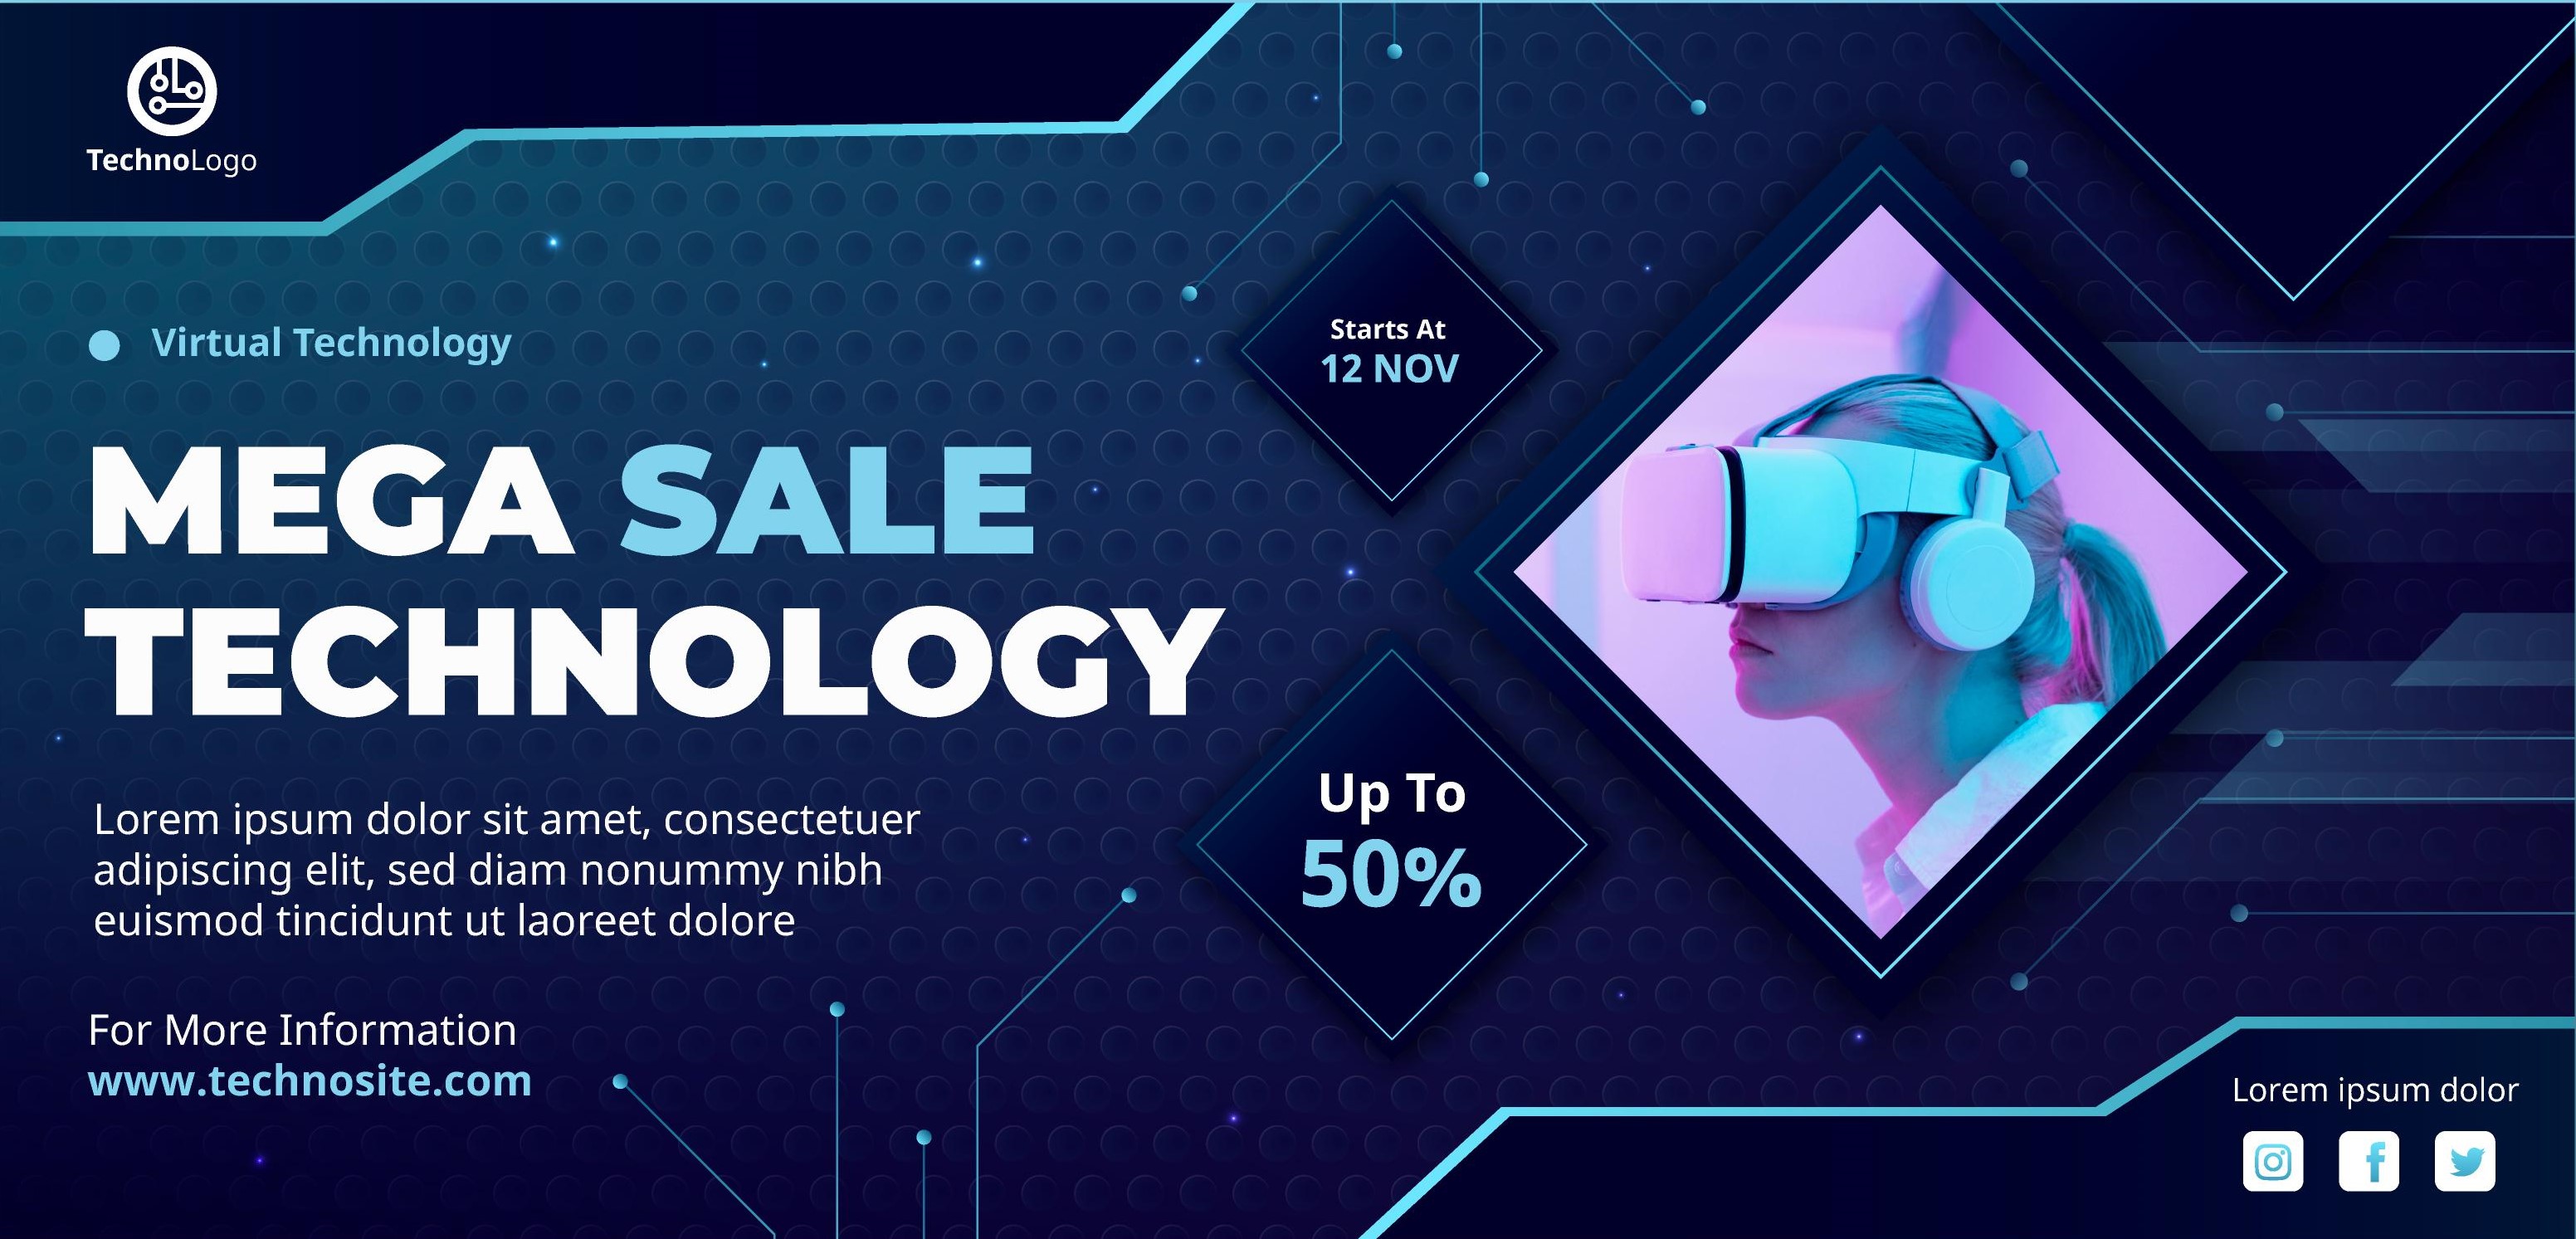 TechnoLogo
Virtual Technology
MEGA SALE
TECHNOLOGY
Lorem ipsum dolor sit amet, consectetuer
adipiscing elit, sed diam nonummy nibh
euismod tincidunt ut laoreet dolore
For More Information
www.technosite.com
Starts At
12 NOV
Up To
50%
Lorem ipsum dolor